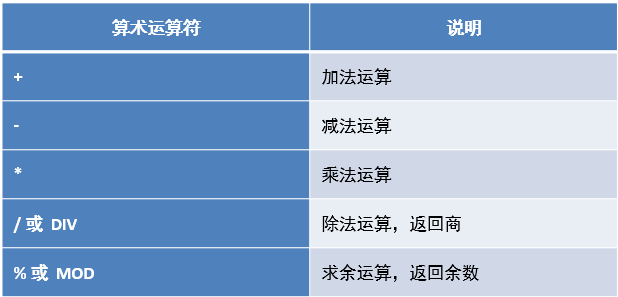 算术运算符 说明
+ 加法运算
- 减法运算
* 乘法运算
/ 或 DIV 除法运算，返回商
% 或 MOD 求余运算，返回余数